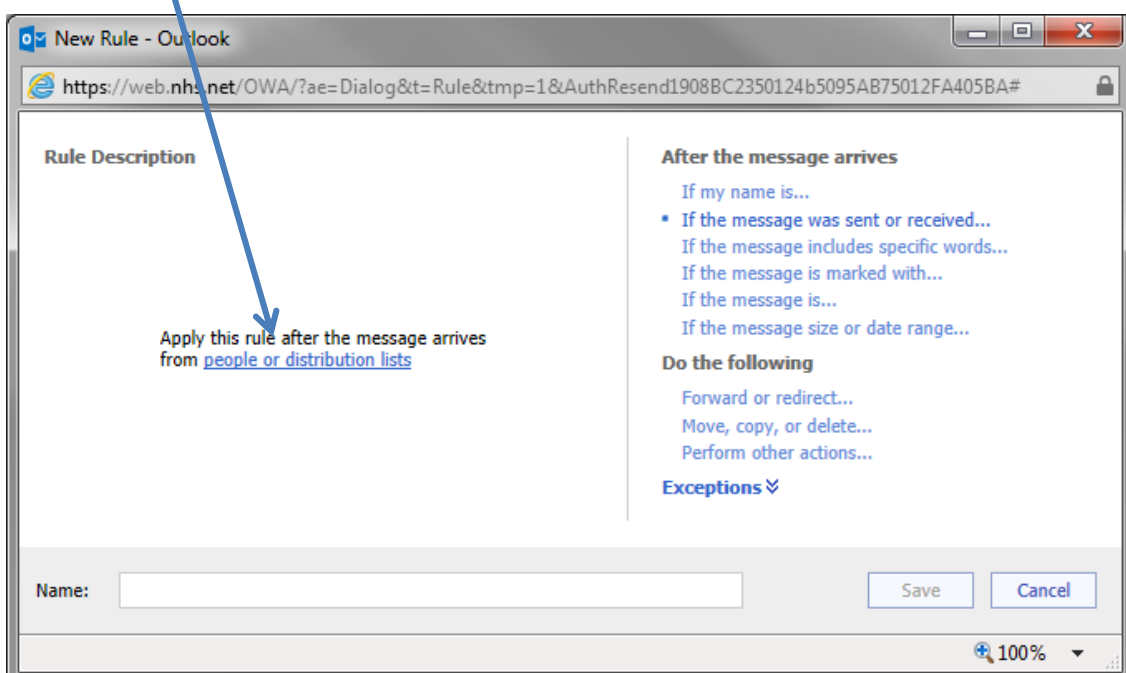 New Rule - Outlook
https://web.nhs.net/OWA/?ae=Dialog&t=Rule&tmp=1&AuthResend1908BC2350124b5095AB75012FA405BA#
Rule Description
Apply this rule after the message arrives
from people or distribution lists
After the message arrives
If my name is...
• If the message was sent or received...
If the message includes specific words...
If the message is marked with...
If the message is...
If the message size or date range...
Do the following
Forward or redirect...
Move, copy, or delete...
Perform other actions...
Exceptions
Name:
Save
Cancel
100%